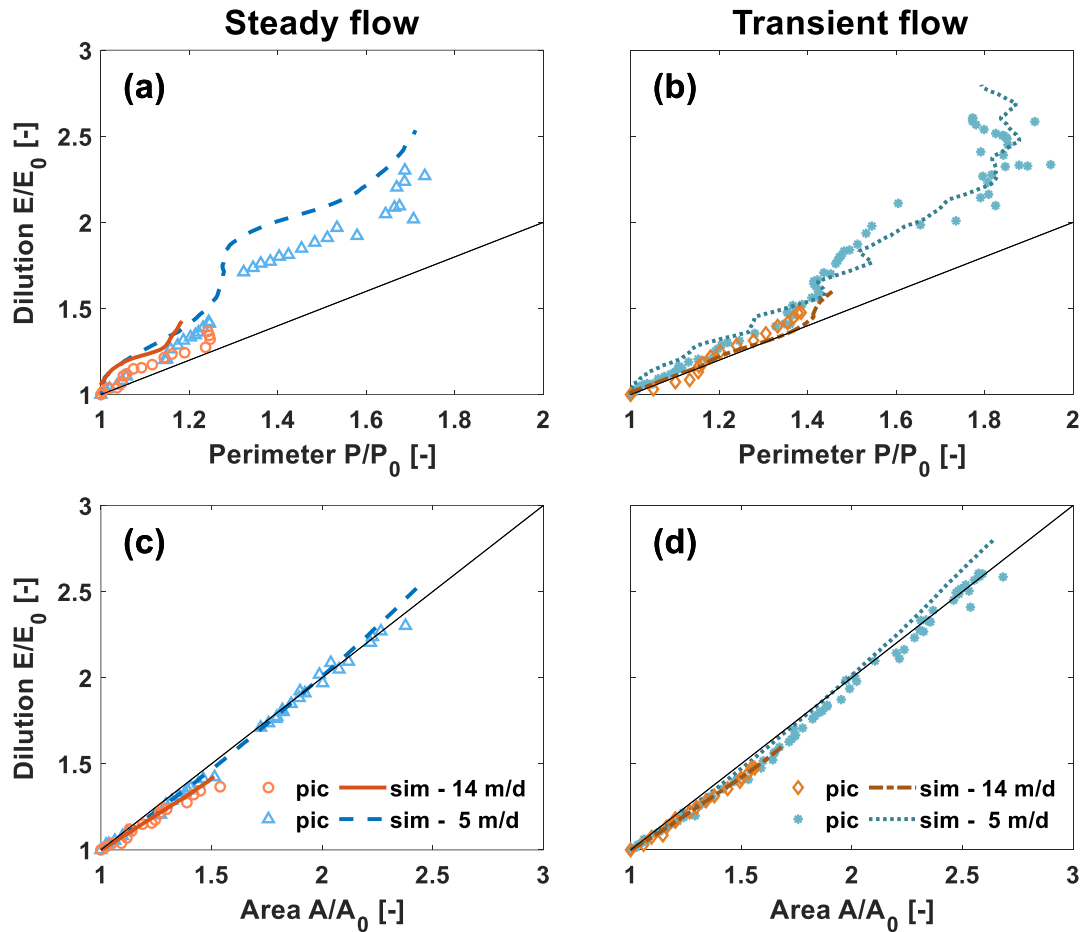 Steady flow
Transient flow
(a)
(b)
3
2.5
2
1.5
1
Dilution E/E0 [-]
1
1.2
1.4
1.6
1.8
2
Perimeter P/P0 [-]
1
1.2
1.4
1.6
1.8
2
Perimeter P/P0 [-]
(c)
(d)
3
2.5
2
1.5
1
Dilution E/E0 [-]
pic sim - 14 m/d
pic sim - 5 m/d
pic sim - 14 m/d
pic sim - 5 m/d
1
1.5
2
2.5
3
Area A/A0 [-]
1
1.5
2
2.5
3
Area A/A0 [-]